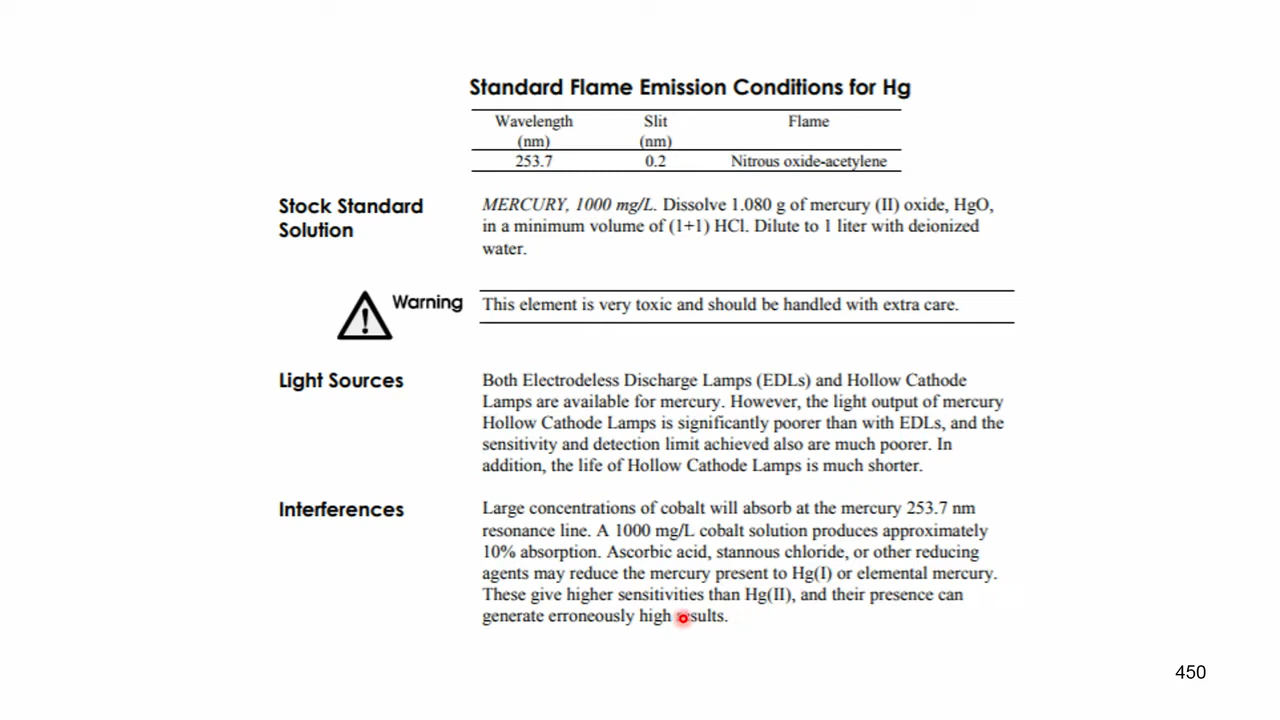 Standard Flame Emission Conditions for Hg
Wavelength Slit Flame
(nm) (nm)
253.7 0.2 Nitrous oxide-acetylene
Stock Standard
Solution
MERCURY, 1000 mg/L. Dissolve 1.080 g of mercury (II) oxide, HgO,
in a minimum volume of (1+1) HCl. Dilute to 1 liter with deionized
water.
Warning
This element is very toxic and should be handled with extra care.
Light Sources
Both Electrodeless Discharge Lamps (EDLs) and Hollow Cathode
Lamps are available for mercury. However, the light output of mercury
Hollow Cathode Lamps is significantly poorer than with EDLs, and the
sensitivity and detection limit achieved also are much poorer. In
addition, the life of Hollow Cathode Lamps is much shorter.
Interferences
Large concentrations of cobalt will absorb at the mercury 253.7 nm
resonance line. A 1000 mg/L cobalt solution produces approximately
10% absorption. Ascorbic acid, stannous chloride, or other reducing
agents may reduce the mercury present to Hg(I) or elemental mercury.
These give higher sensitivities than Hg(II), and their presence can
generate erroneously high results.
450